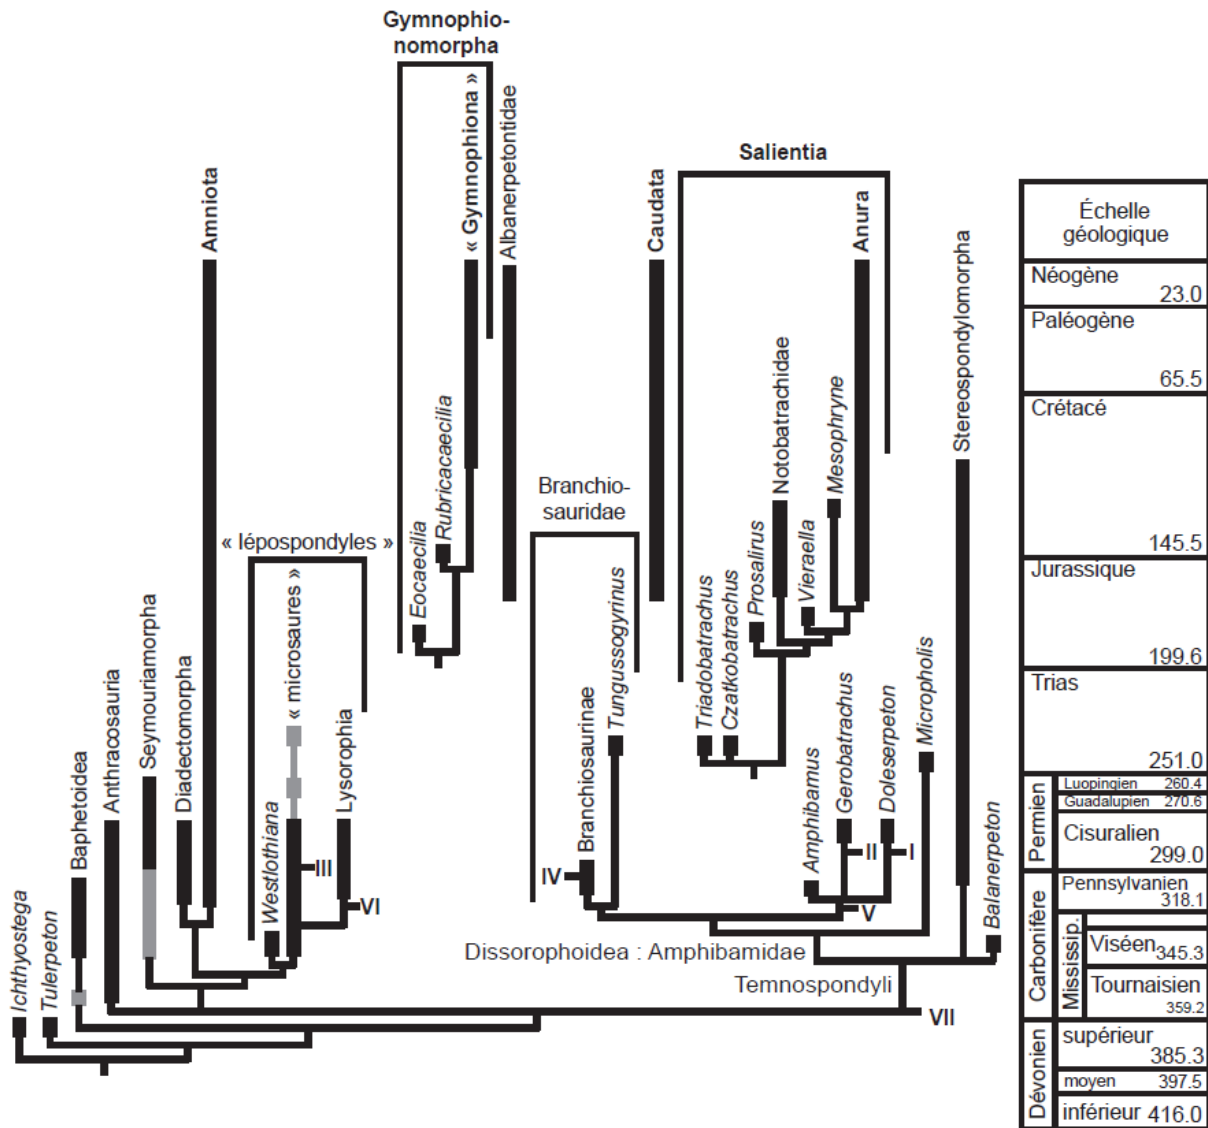 Gymnophio-
nomorpha
« Gymnophiona »
Albanerpetontidae
Amniota
Caudata
Salientia
Anura
Stereospondylomorpha
Eocaecilia
Rubricacaecilia
Branchio-
sauridae
Notobatrachidae
Mesophryne
Vieraella
Prosalirus
« lépospondyles »
« microsaures »
Tungussogyrinus
Triadobatrachus
Czatkobatrachus
Micropholis
Baphetoidea
Anthracosauria
Seymouriamorpha
Diadectomorpha
Westlothiana
Lysorophia
Branchiosaurinae
Amphibamus
Gerobatrachus
Doleserpeton
Balanerpeton
Ichthyostega
Tulerpeton
III
VI
IV
II
I
V
Dissorophoidea : Amphibamidae
Temnospondyli
VII
Échelle
géologique
Néogène
23.0
Paléogène
65.5
Crétacé
145.5
Jurassique
199.6
Trias
251.0
Permien
Luopingien 260.4
Guadalupien 270.6
Cisuralien
299.0
Carbonifère
Pennsylvanien
318.1
Mississip.
Viséen 345.3
Tournaisien
359.2
Dévonien
supérieur
385.3
moyen 397.5
inférieur 416.0